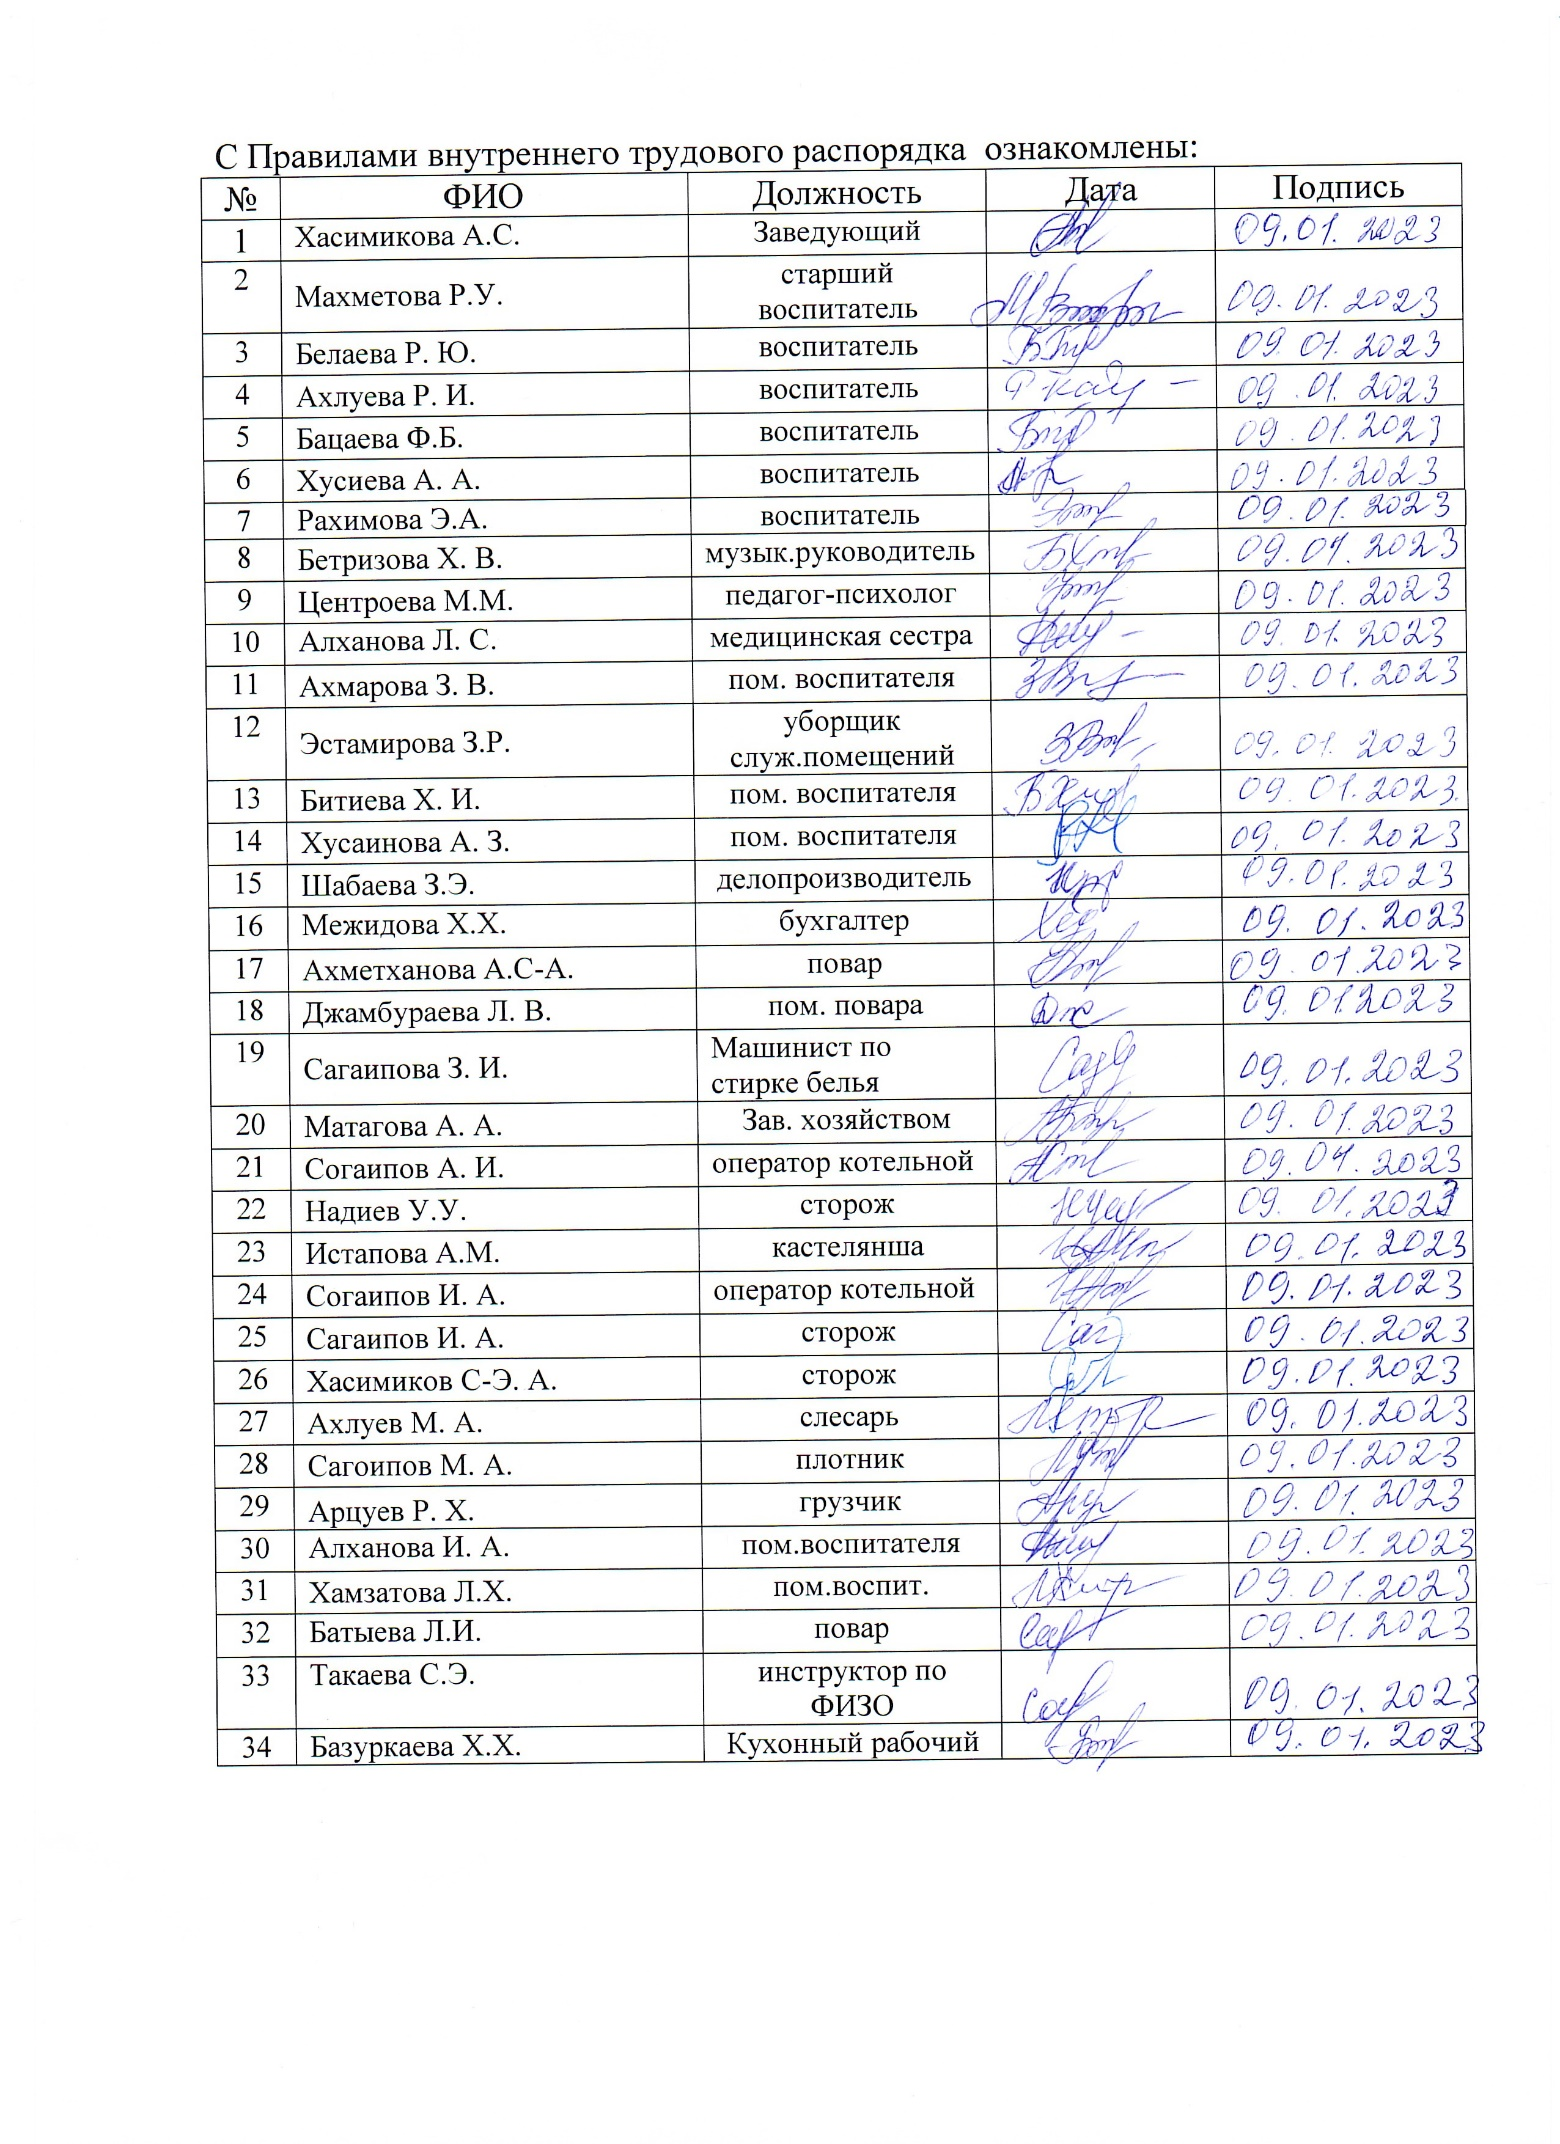 С Правилами внутреннего трудового распорядка ознакомлены:
№ ФИО Должность Дата Подпись
1 Хасимикова А.С. Заведующий 09.01.2023
2 Махметова Р.У. старший воспитатель 09.01.2023
3 Белаева Р. Ю. воспитатель 09.01.2023
4 Ахлуева Р. И. воспитатель 09.01.2023
5 Бацаева Ф.Б. воспитатель 09.01.2023
6 Хусиева А. А. воспитатель 09.01.2023
7 Рахимова Э.А. воспитатель 09.01.2023
8 Бетризова Х. В. музык.руководитель 09.01.2023
9 Центроева М.М. педагог-психолог 09.01.2023
10 Алханова Л. С. медицинская сестра 09.01.2023
11 Ахмарова З. В. пом. воспитателя 09.01.2023
12 Эстамирова З.Р. уборщик служ.помещений 09.01.2023
13 Битиева Х. И. пом. воспитателя 09.01.2023.
14 Хусаинова А. З. пом. воспитателя 09.01.2023
15 Шабаева З.Э. делопроизводитель 09.01.2023
16 Межидова Х.Х. бухгалтер 09.01.2023
17 Ахметханова А.С-А. повар 09.01.2023
18 Джамбураева Л. В. пом. повара 09.01.2023
19 Сагаипова З. И. Машинист по стирке белья 09.01.2023
20 Матагова А. А. Зав. хозяйством 09.01.2023
21 Согаипов А. И. оператор котельной 09.01.2023
22 Надиев У.У. сторож 09.01.2023
23 Истапова А.М. кастелянша 09.01.2023
24 Согаипов И. А. оператор котельной 09.01.2023
25 Сагаипов И. А. сторож 09.01.2023
26 Хасимиков С-Э. А. сторож 09.01.2023
27 Ахлуев М. А. слесарь 09.01.2023
28 Сагоипов М. А. плотник 09.01.2023
29 Арцуев Р. Х. грузчик 09.01.2023
30 Алханова И. А. пом.воспитателя 09.01.2023
31 Хамзатова Л.Х. пом.воспит. 09.01.2023
32 Батыева Л.И. повар 09.01.2023
33 Такаева С.Э. инструктор по ФИЗО 09.01.2023
34 Базуркаева Х.Х. Кухонный рабочий 09.01.2023